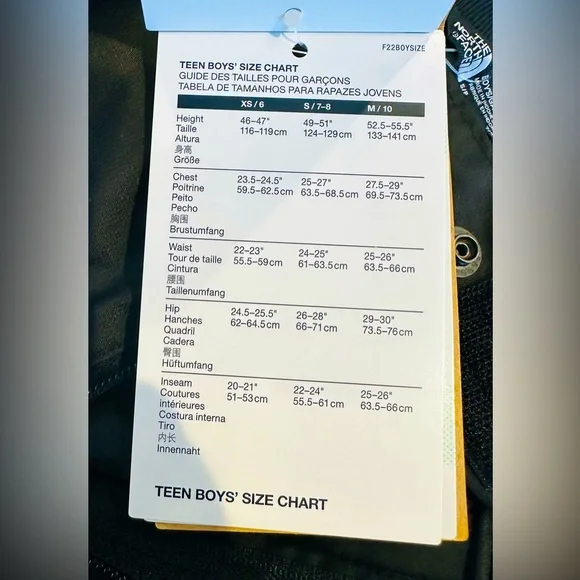 F22BOYSIZE
TEEN BOYS' SIZE CHART
GUIDE DES TAILLES POUR GARÇONS
TABELA DE TAMANHOS PARA RAPAZES JOVENS
XS / 6 S / 7–8 M / 10
Height 46–47" 49–51" 52.5–55.5"
Taille 116–119 cm 124–129 cm 133–141 cm
Altura
身高
Größe
Chest 23.5–24.5" 25–27" 27.5–29"
Poitrine 59.5–62.5 cm 63.5–68.5 cm 69.5–73.5 cm
Peito
Pecho
胸围
Brustumfang
Waist 22–23" 24–25" 25–26"
Tour de taille 55.5–59 cm 61–63.5 cm 63.5–66 cm
Cintura
腰围
Taillenumfang
Hip 24.5–25.5" 26–28" 29–30"
Hanches 62–64.5 cm 66–71 cm 73.5–76 cm
Quadril
Cadera
臀围
Hüftumfang
Inseam 20–21" 22–24" 25–26"
Coutures 51–53 cm 55.5–61 cm 63.5–66 cm
intérieures
Costura interna
Tiro
内长
Innennaht
TEEN BOYS' SIZE CHART
THE
NORTH
FACE
BOYS/
S/P